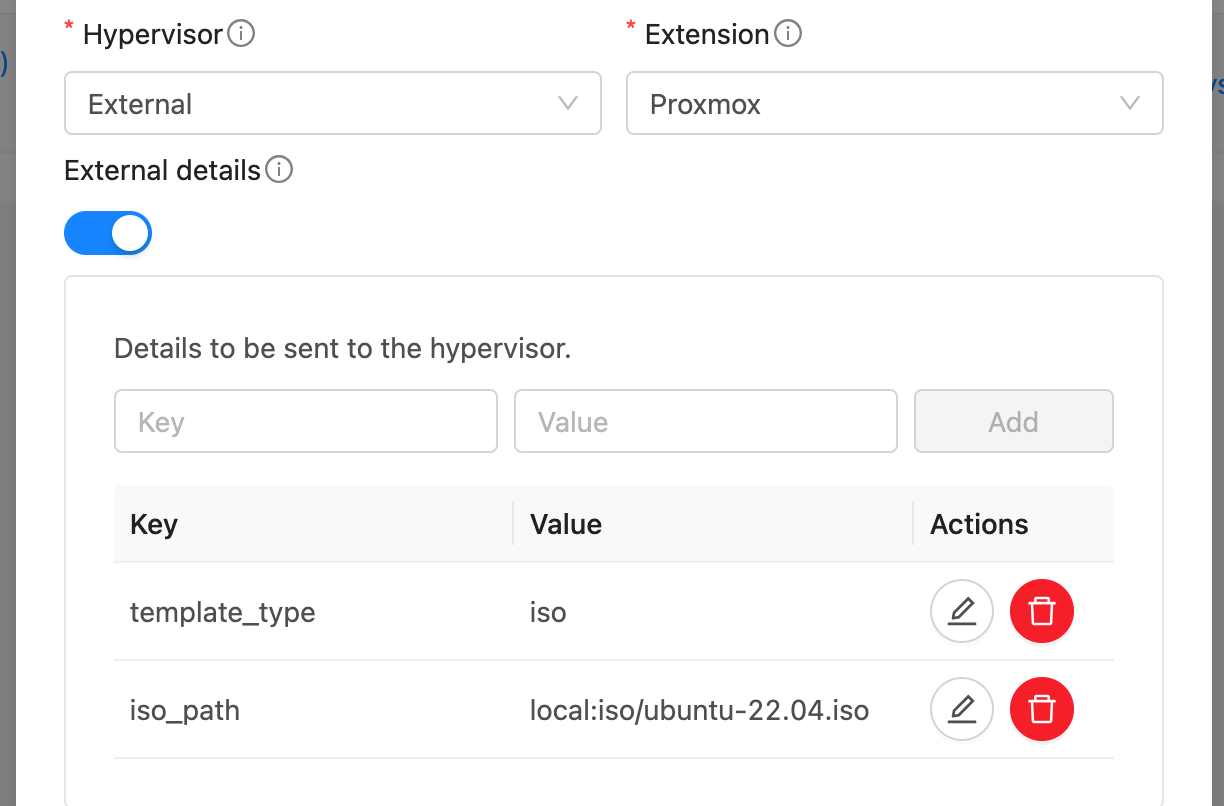 * Hypervisor
* Extension
External
Proxmox
External details
Details to be sent to the hypervisor.
Key
Value
Add
Key
Value
Actions
template_type
iso
iso_path
local:iso/ubuntu-22.04.iso